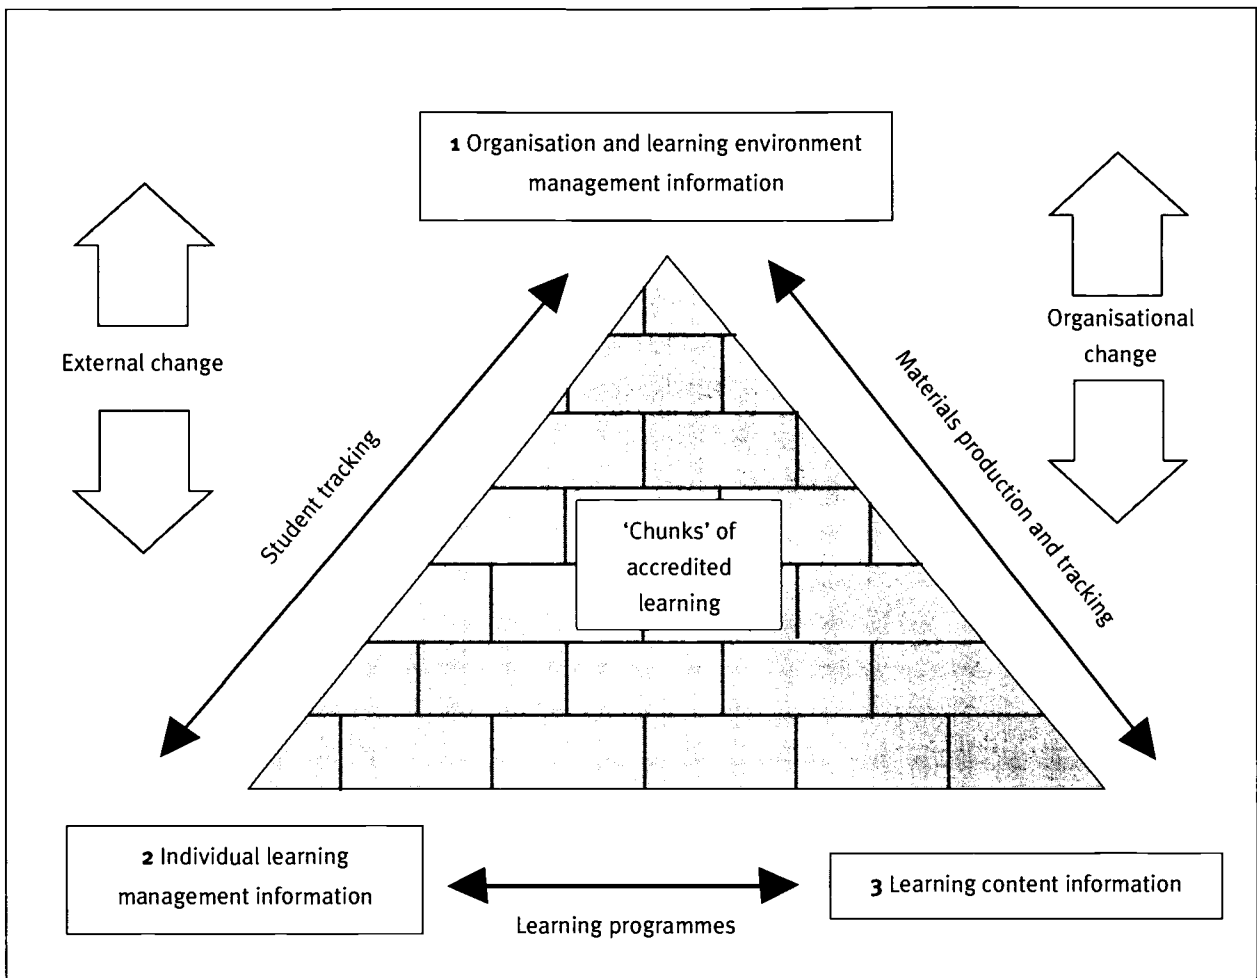 1 Organisation and learning environment
management information
External change
Organisational
change
Student tracking
Materials production and tracking
'Chunks' of
accredited
learning
2 Individual learning
management information
3 Learning content information
Learning programmes